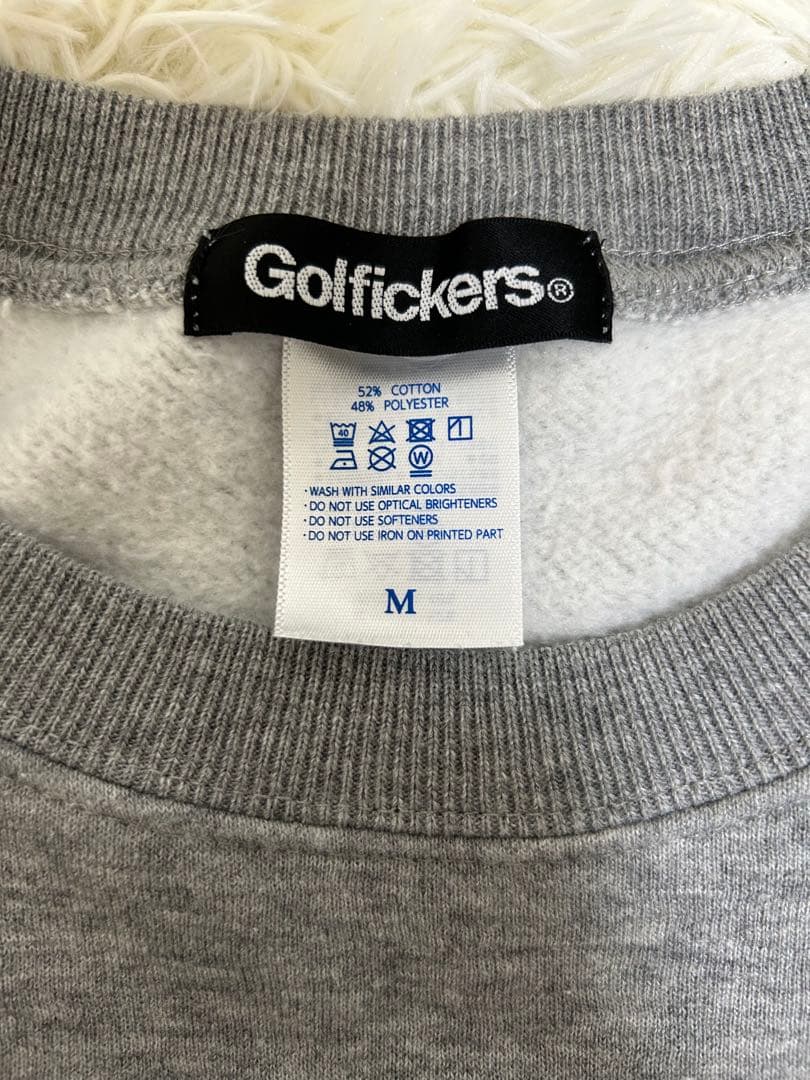 Golfickers®
52% COTTON
48% POLYESTER
40
W
·WASH WITH SIMILAR COLORS
·DO NOT USE OPTICAL BRIGHTENERS
·DO NOT USE SOFTENERS
·DO NOT USE IRON ON PRINTED PART
M